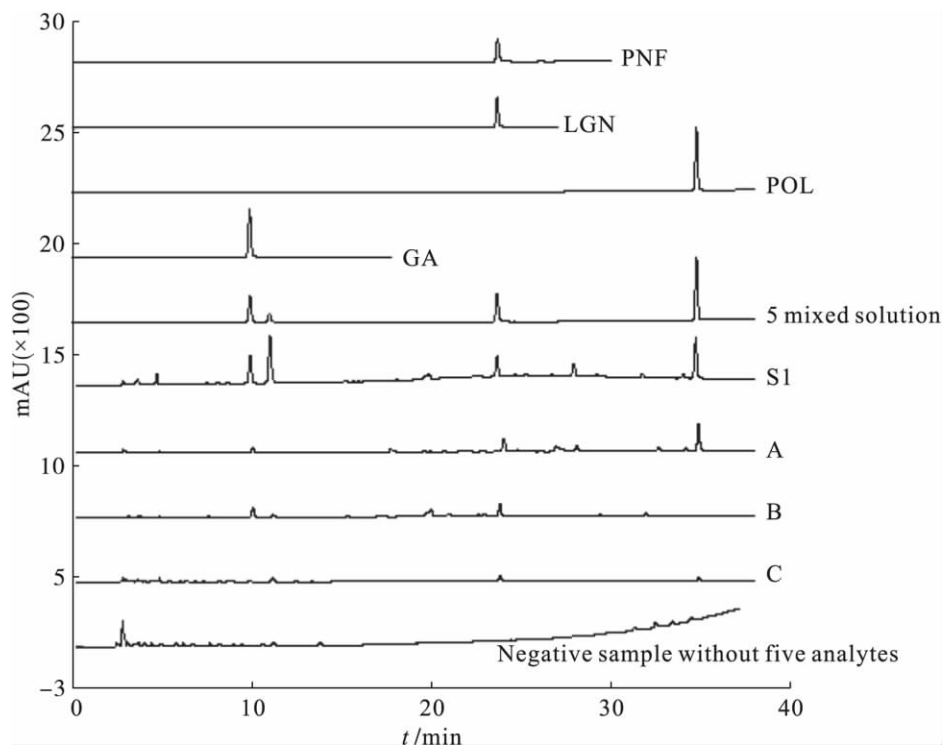 30
PNF
LGN
25
POL
20
GA
5 mixed solution
15
S1
mAU(×100)
A
10
B
C
5
Negative sample without five analytes
−3
0
10
20
30
40
t/min